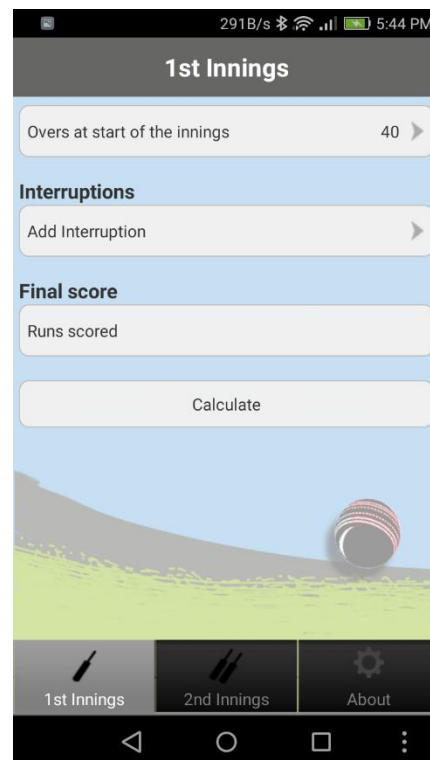 291B/s 5:44 PM
1st Innings
Overs at start of the innings 40
Interruptions
Add Interruption
Final score
Runs scored
Calculate
1st Innings 2nd Innings About